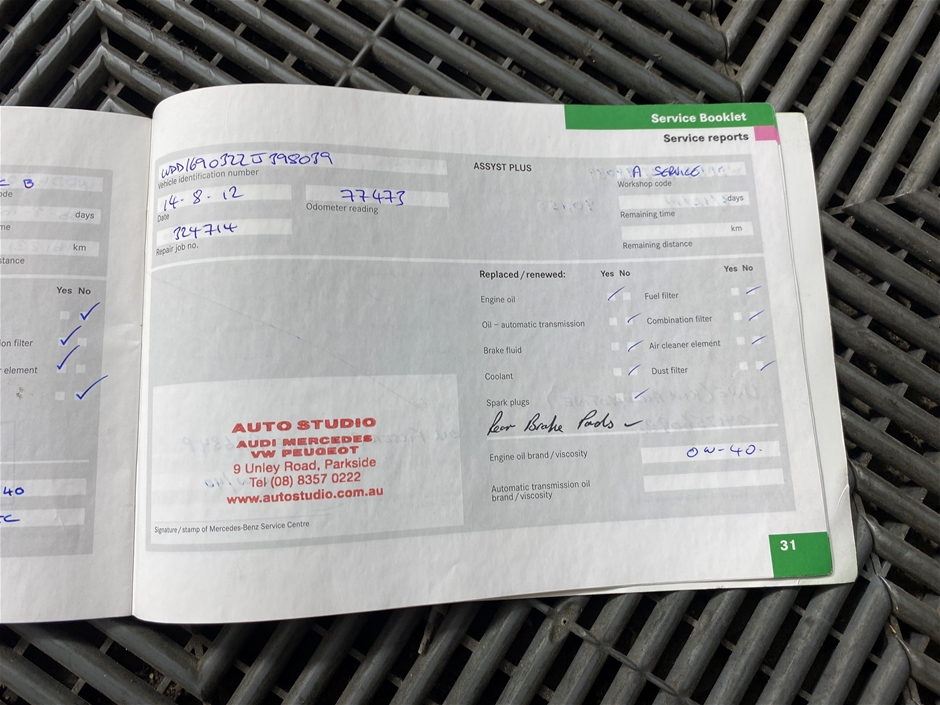 Service Booklet
Service reports
WDD1690322J398039
Vehicle identification number
ASSYST PLUS
A SERVICE
Workshop code
14.8.12
Date
77473
Odometer reading
days
Remaining time
324714
Repair job no.
km
Remaining distance
Replaced/renewed:
Yes No
Yes No
Engine oil
Fuel filter
Oil – automatic transmission
Combination filter
Brake fluid
Air cleaner element
Coolant
Dust filter
Spark plugs
Rear Brake Pads
Engine oil brand/viscosity
0W-40.
Automatic transmission oil
brand/viscosity
AUTO STUDIO
AUDI MERCEDES
VW PEUGEOT
9 Unley Road, Parkside
Tel (08) 8357 0222
www.autostudio.com.au
Signature/stamp of Mercedes-Benz Service Centre
31
B
days
km
Yes No
filter
element
40